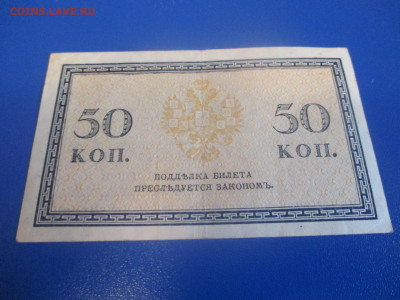 COINS.LAVE.RU
50 50
КОП. КОП.
ПОДДѢЛКА БИЛЕТА
ПРЕСЛѢДУЕТСЯ ЗАКОНОМЪ.